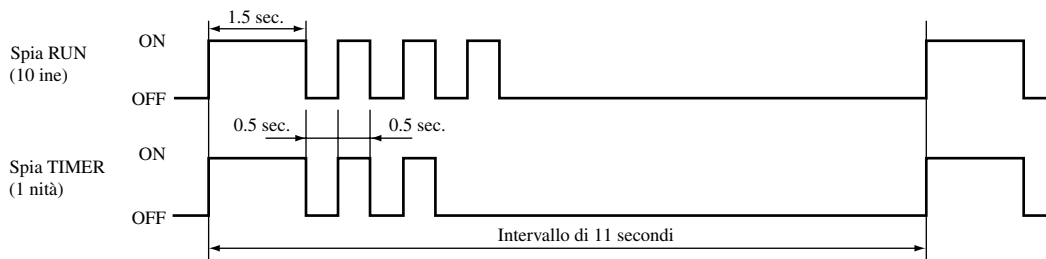 1.5 sec.
ON
Spia RUN
(10 ine)
OFF
0.5 sec.
0.5 sec.
ON
Spia TIMER
(1 nità)
OFF
Intervallo di 11 secondi